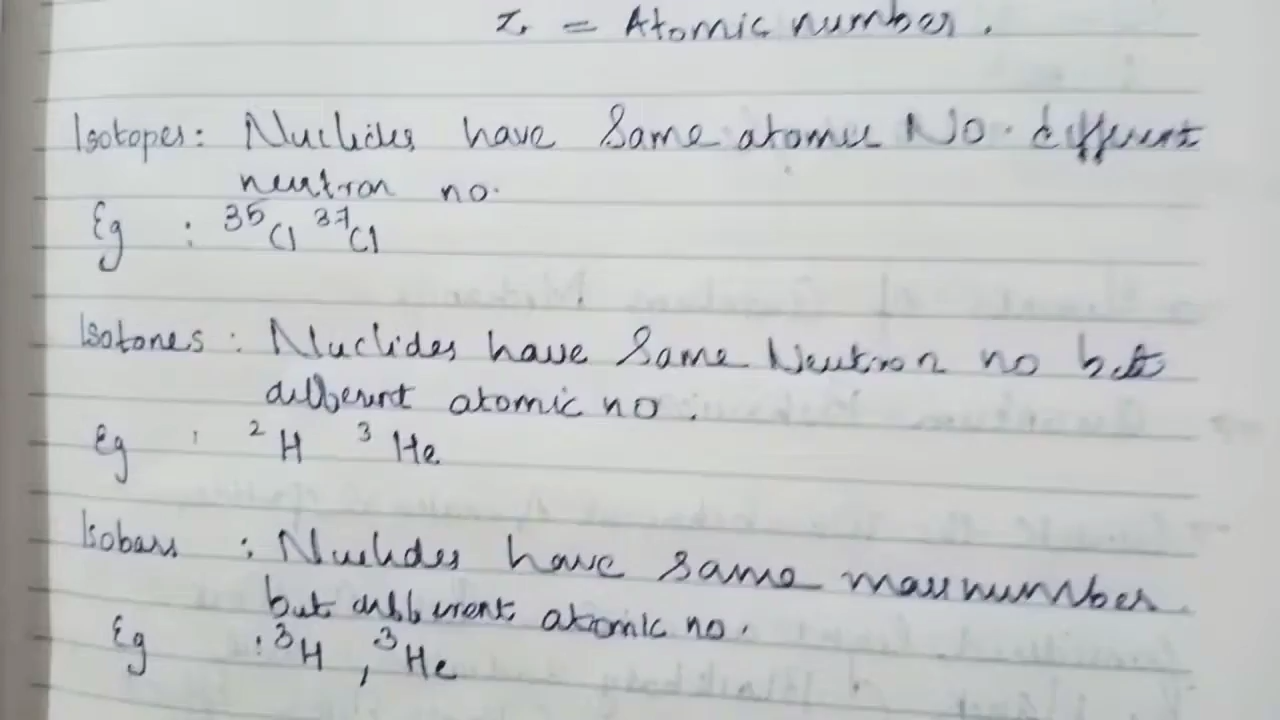 Z = Atomic number.
Isotopes: Nuclides have same atomic No. different
neutron no.
Eg : ³⁵Cl ³⁷Cl
Isotones : Nuclides have same Neutron no but
different atomic no.
Eg : ²H ³He
Isobars : Nuclides have same mass number
but different atomic no.
Eg : ³H , ³He